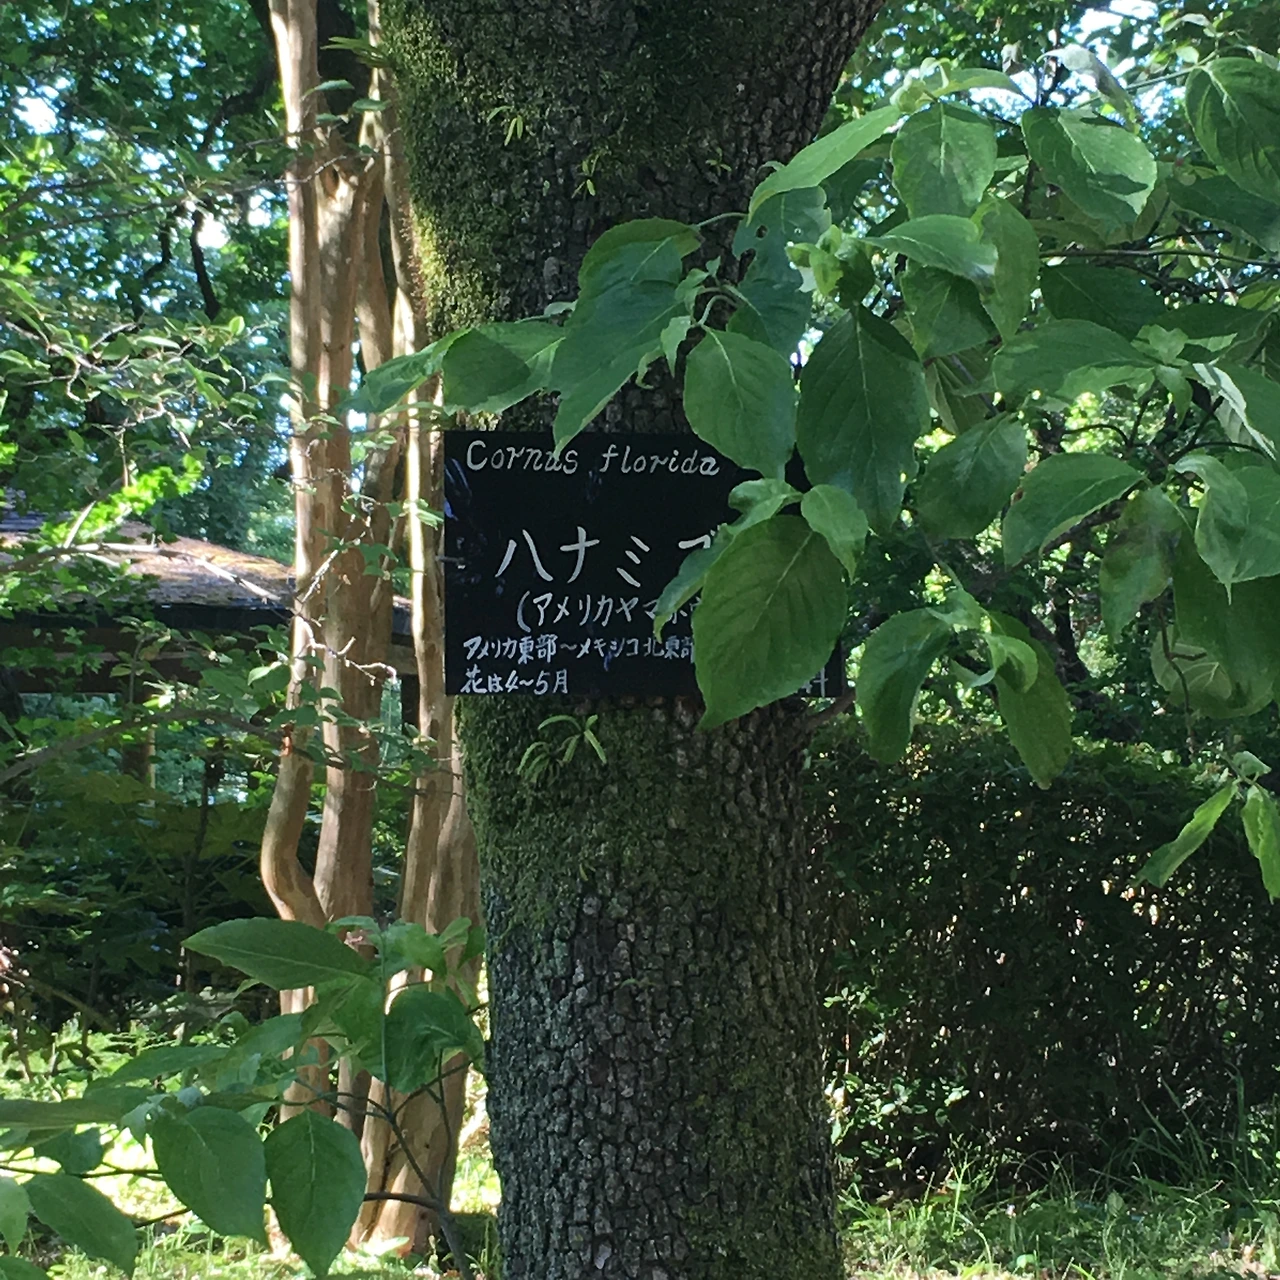 Cornus florida
ハナミ
(アメリカヤマ
アメリカ東部～メキシコ北東部
花は4～5月
科